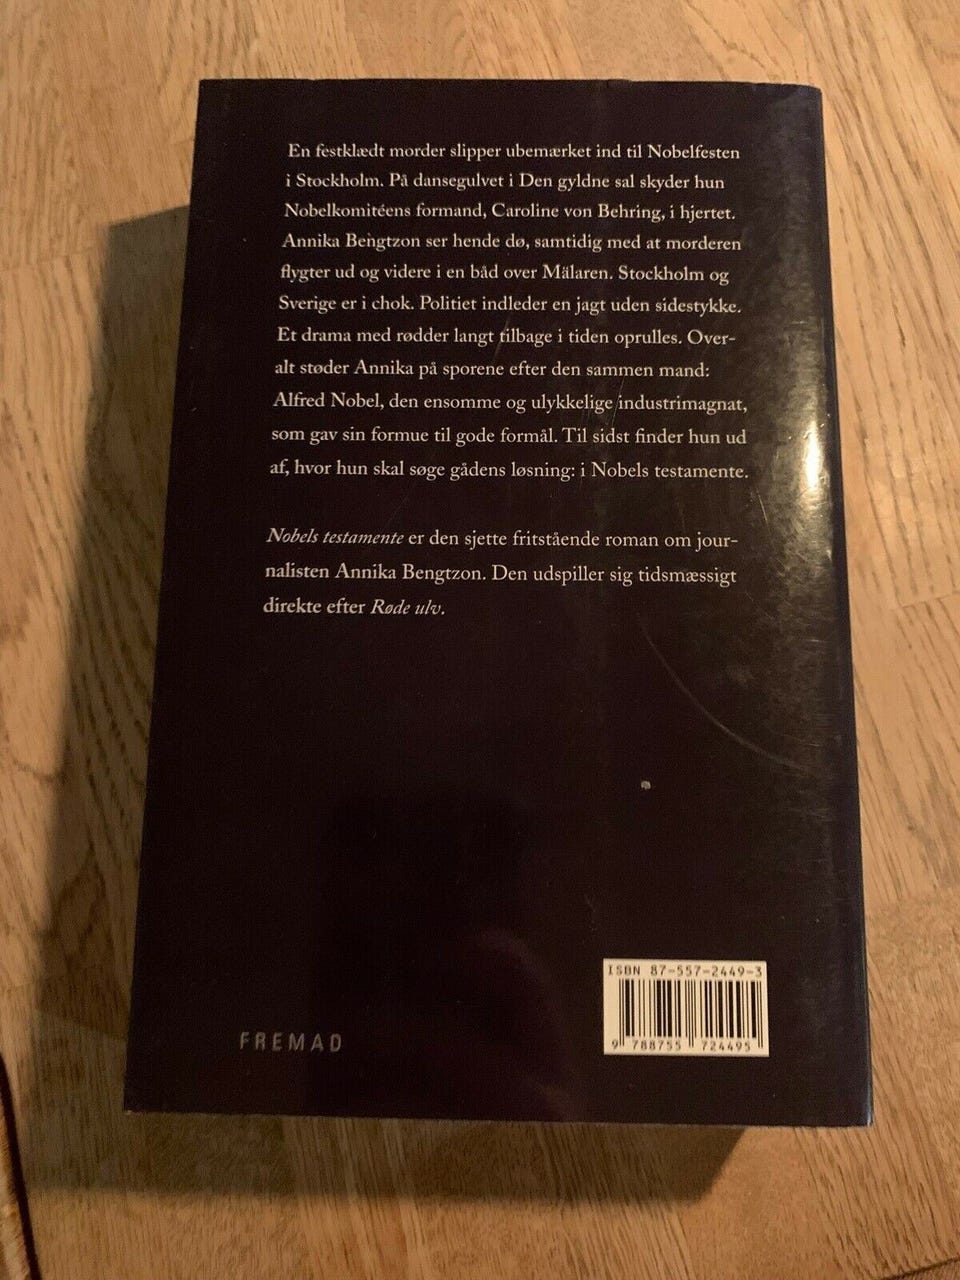 En festklædt morder slipper ubemærket ind til Nobelfesten
i Stockholm. På dansegulvet i Den gyldne sal skyder hun
Nobelkomitéens formand, Caroline von Behring, i hjertet.
Annika Bengtzon ser hende dø, samtidig med at morderen
flygter ud og videre i en båd over Mälaren. Stockholm og
Sverige er i chok. Politiet indleder en jagt uden sidestykke.
Et drama med rødder langt tilbage i tiden oprulles. Over-
alt støder Annika på sporene efter den sammen mand:
Alfred Nobel, den ensomme og ulykkelige industrimagnat,
som gav sin formue til gode formål. Til sidst finder hun ud
af, hvor hun skal søge gådens løsning: i Nobels testamente.
Nobels testamente er den sjette fritstående roman om jour-
nalisten Annika Bengtzon. Den udspiller sig tidsmæssigt
direkte efter Røde ulv.
ISBN 87-557-2449-3
9 788755 724495
FREMAD